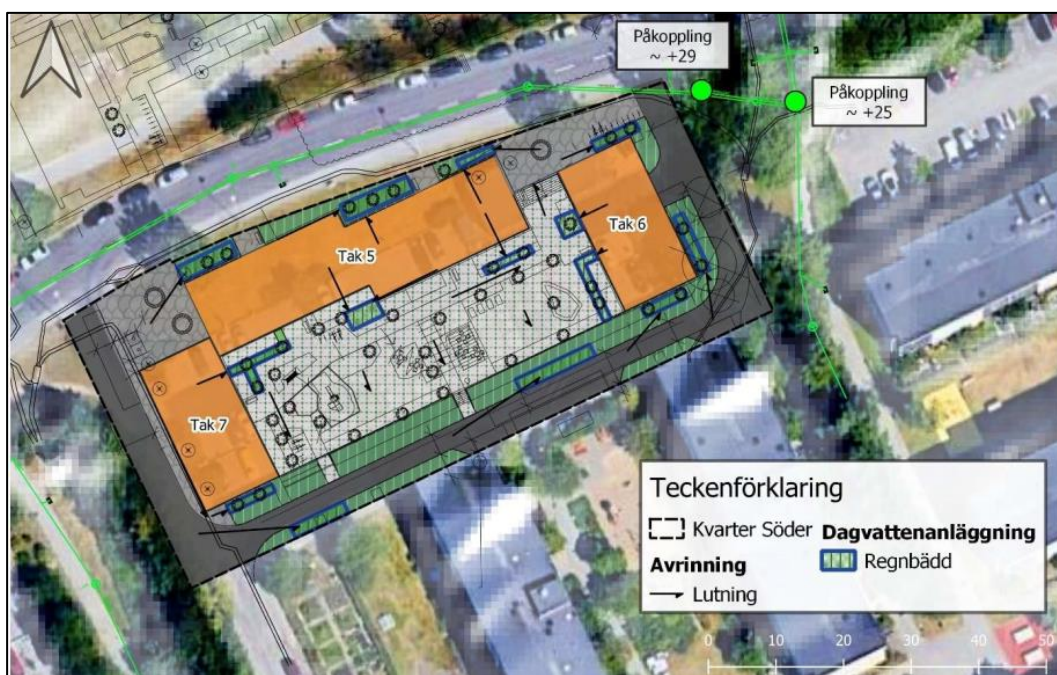 Påkoppling
~ +29
Påkoppling
~ +25
Tak 5
Tak 6
Tak 7
Teckenförklaring
Kvarter Söder
Dagvattenanläggning
Avrinning
Regnbädd
Lutning
0 10 20 30 40 50